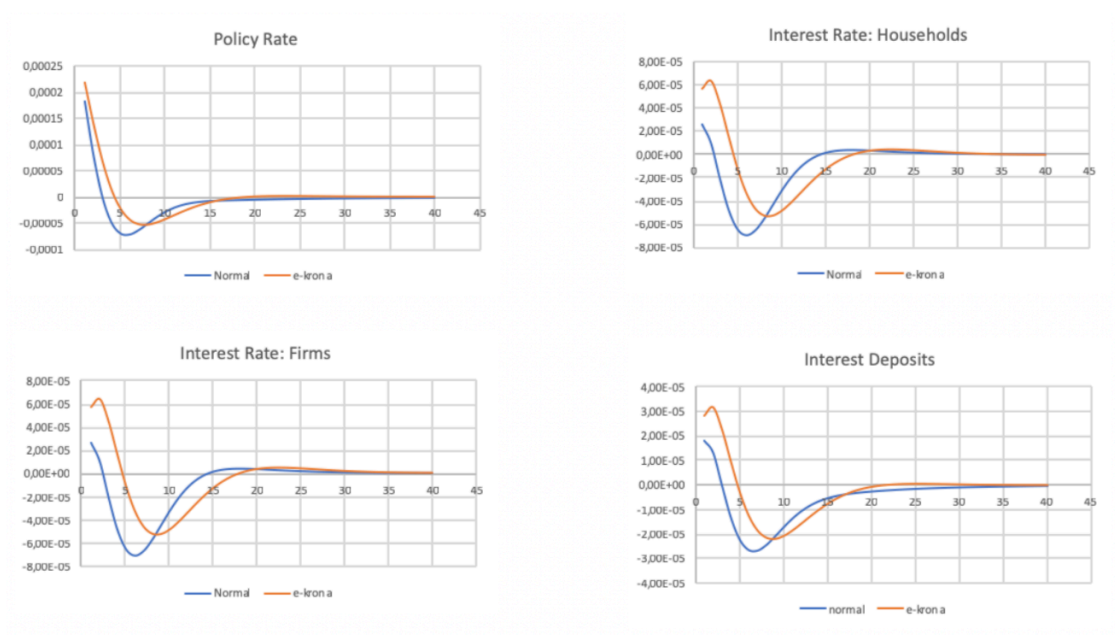 Policy Rate
0,00025
0,0002
0,00015
0,0001
0,00005
0
-0,00005
-0,0001
0 5 10 15 20 25 30 35 40 45
Normal e-krona
Interest Rate: Households
8,00E-05
6,00E-05
4,00E-05
2,00E-05
0,00E+00
-2,00E-05
-4,00E-05
-6,00E-05
-8,00E-05
0 5 10 15 20 25 30 35 40 45
Normal e-krona
Interest Rate: Firms
8,00E-05
6,00E-05
4,00E-05
2,00E-05
0,00E+00
-2,00E-05
-4,00E-05
-6,00E-05
-8,00E-05
0 5 10 15 20 25 30 35 40 45
Normal e-krona
Interest Deposits
4,00E-05
3,00E-05
2,00E-05
1,00E-05
0,00E+00
-1,00E-05
-2,00E-05
-3,00E-05
-4,00E-05
0 5 10 15 20 25 30 35 40 45
normal e-krona